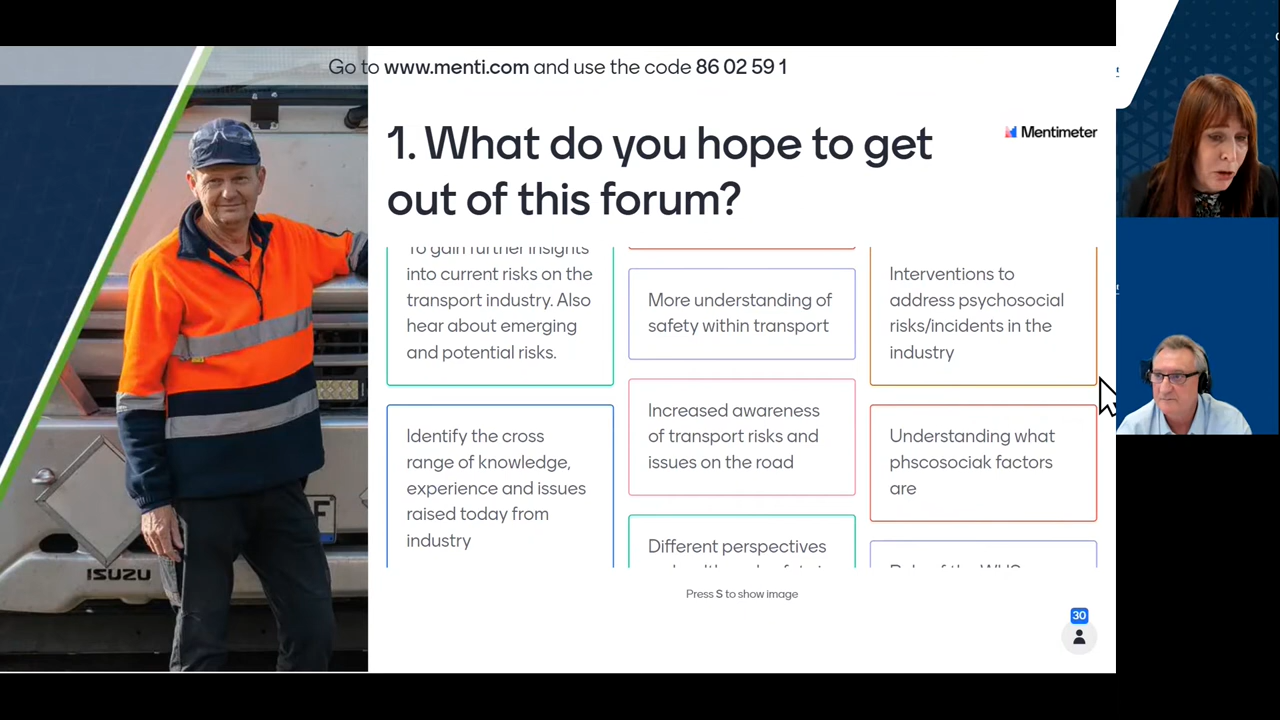 Go to www.menti.com and use the code 86 02 59 1
1. What do you hope to get
out of this forum?
Mentimeter
To gain further insights
into current risks on the
transport industry. Also
hear about emerging
and potential risks.
Identify the cross
range of knowledge,
experience and issues
raised today from
industry
More understanding of
safety within transport
Increased awareness
of transport risks and
issues on the road
Different perspectives
Interventions to
address psychosocial
risks/incidents in the
industry
Understanding what
phscosociak factors
are
Press S to show image
30
ISUZU
F